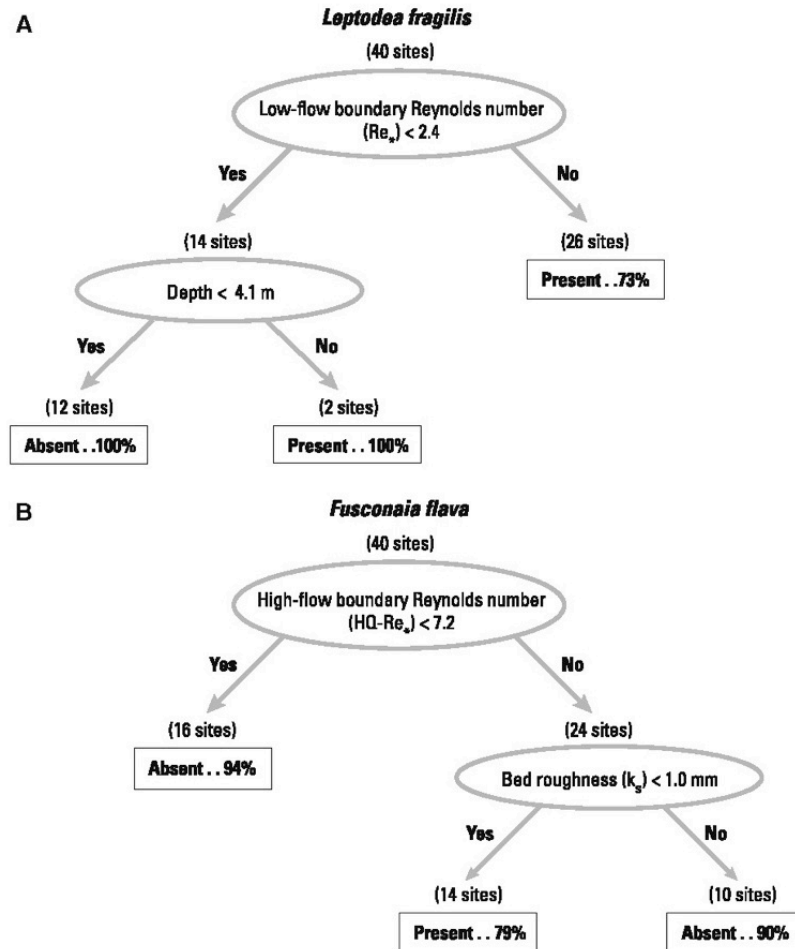 A
Leptodea fragilis
(40 sites)
Low-flow boundary Reynolds number
(Re*) < 2.4
Yes
No
(14 sites)
(26 sites)
Depth < 4.1 m
Present . .73%
Yes
No
(12 sites)
(2 sites)
Absent . .100%
Present . . 100%
B
Fusconaia flava
(40 sites)
High-flow boundary Reynolds number
(HQ-Re*) < 7.2
Yes
No
(16 sites)
(24 sites)
Absent . . 94%
Bed roughness (ks) < 1.0 mm
Yes
No
(14 sites)
(10 sites)
Present . . 79%
Absent . . 90%